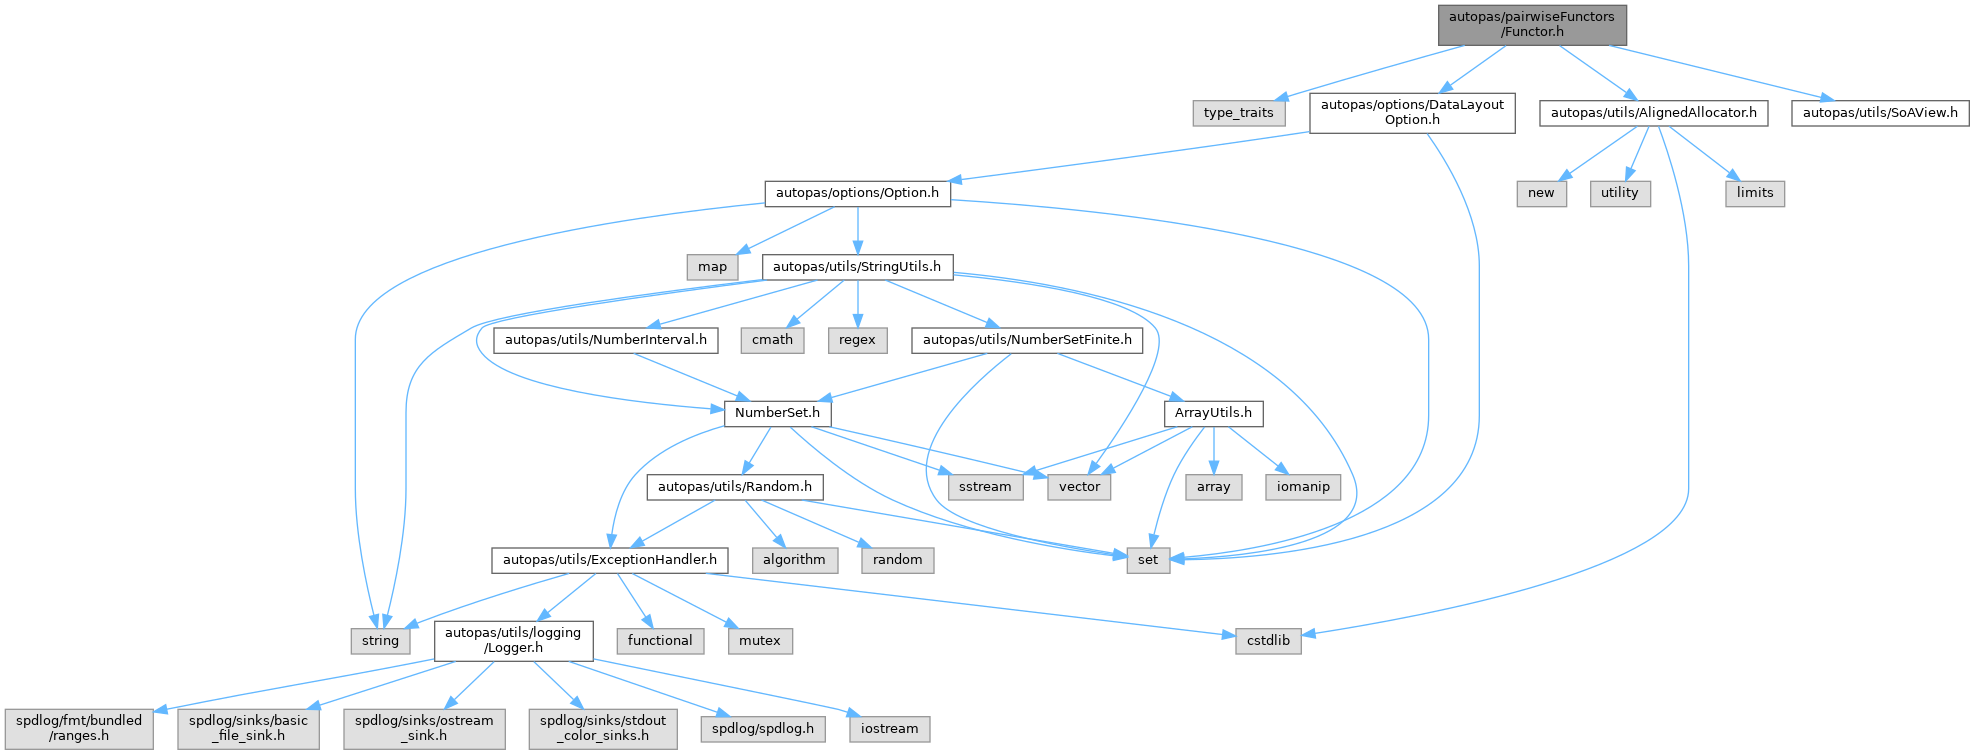 autopas/pairwiseFunctors
/Functor.h
type_traits
autopas/options/DataLayout
Option.h
autopas/utils/AlignedAllocator.h
autopas/utils/SoAView.h
autopas/options/Option.h
new
utility
limits
map
autopas/utils/StringUtils.h
autopas/utils/NumberInterval.h
cmath
regex
autopas/utils/NumberSetFinite.h
NumberSet.h
ArrayUtils.h
autopas/utils/Random.h
sstream
vector
array
iomanip
autopas/utils/ExceptionHandler.h
algorithm
random
set
string
autopas/utils/logging
/Logger.h
functional
mutex
cstdlib
spdlog/fmt/bundled
/ranges.h
spdlog/sinks/basic
_file_sink.h
spdlog/sinks/ostream
_sink.h
spdlog/sinks/stdout
_color_sinks.h
spdlog/spdlog.h
iostream